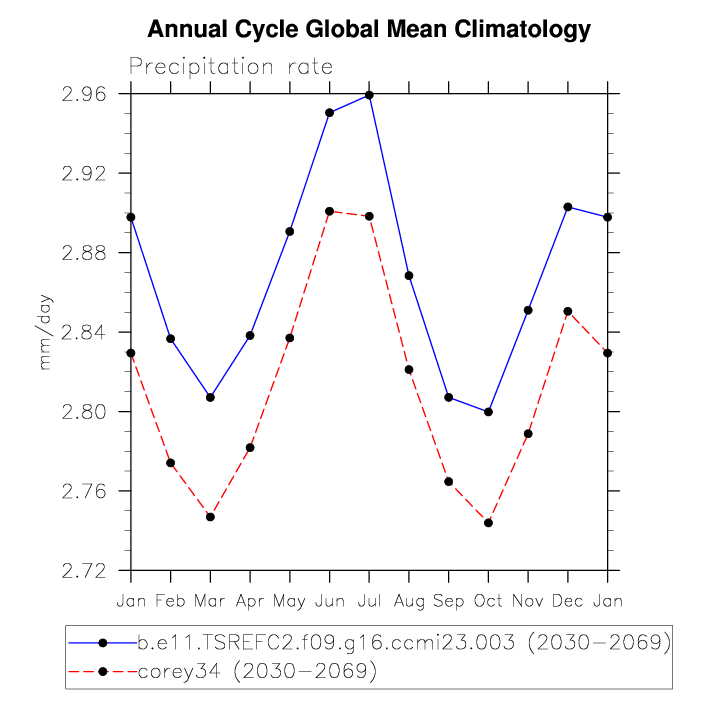 Annual Cycle Global Mean Climatology
Precipitation rate
2.96
2.92
2.88
2.84
2.80
2.76
2.72
mm/day
Jan Feb Mar Apr May Jun Jul Aug Sep Oct Nov Dec Jan
b.e11.TSREFC2.f09.g16.ccmi23.003 (2030-2069)
corey34 (2030-2069)